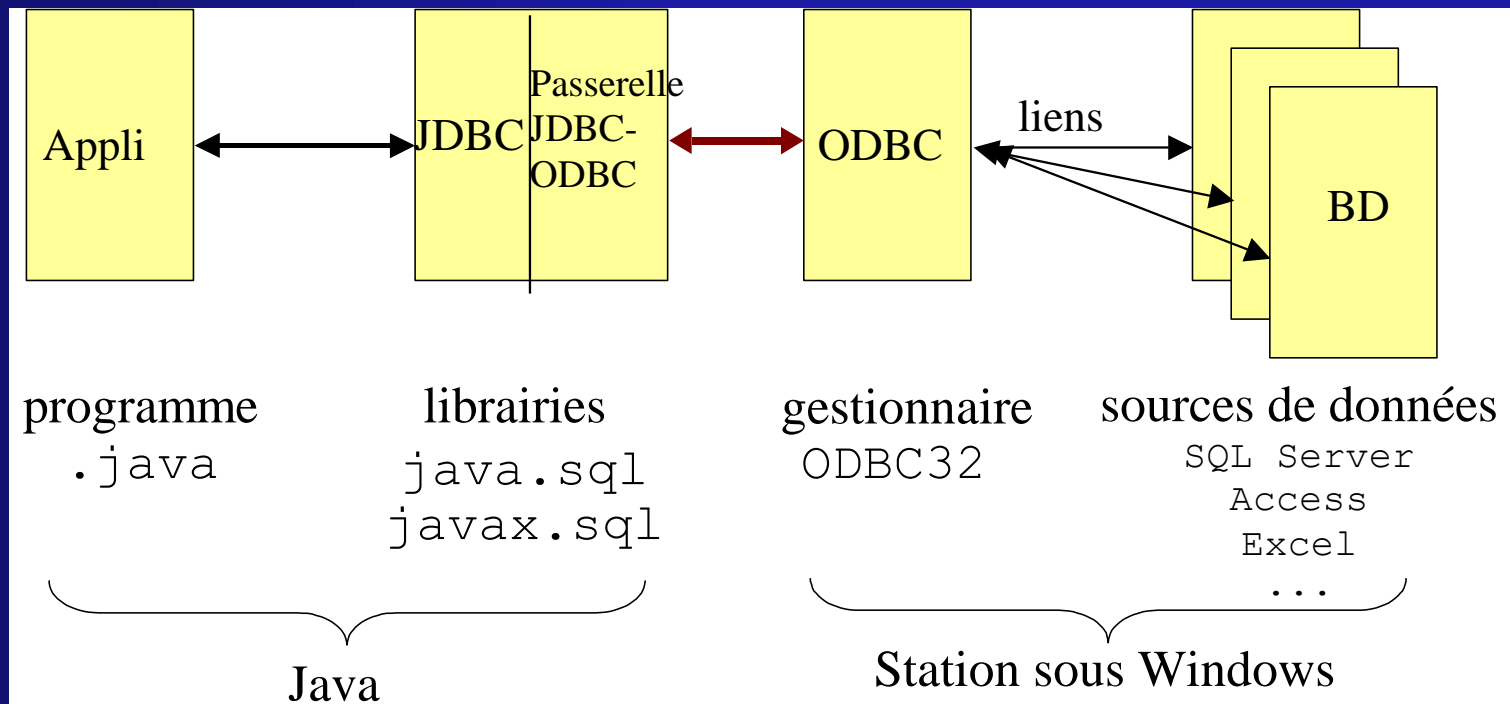 Appli
JDBC
Passerelle
JDBC-
ODBC
ODBC
liens
BD
programme
.java
librairies
java.sql
javax.sql
gestionnaire
ODBC32
sources de données
SQL Server
Access
Excel
...
Java
Station sous Windows